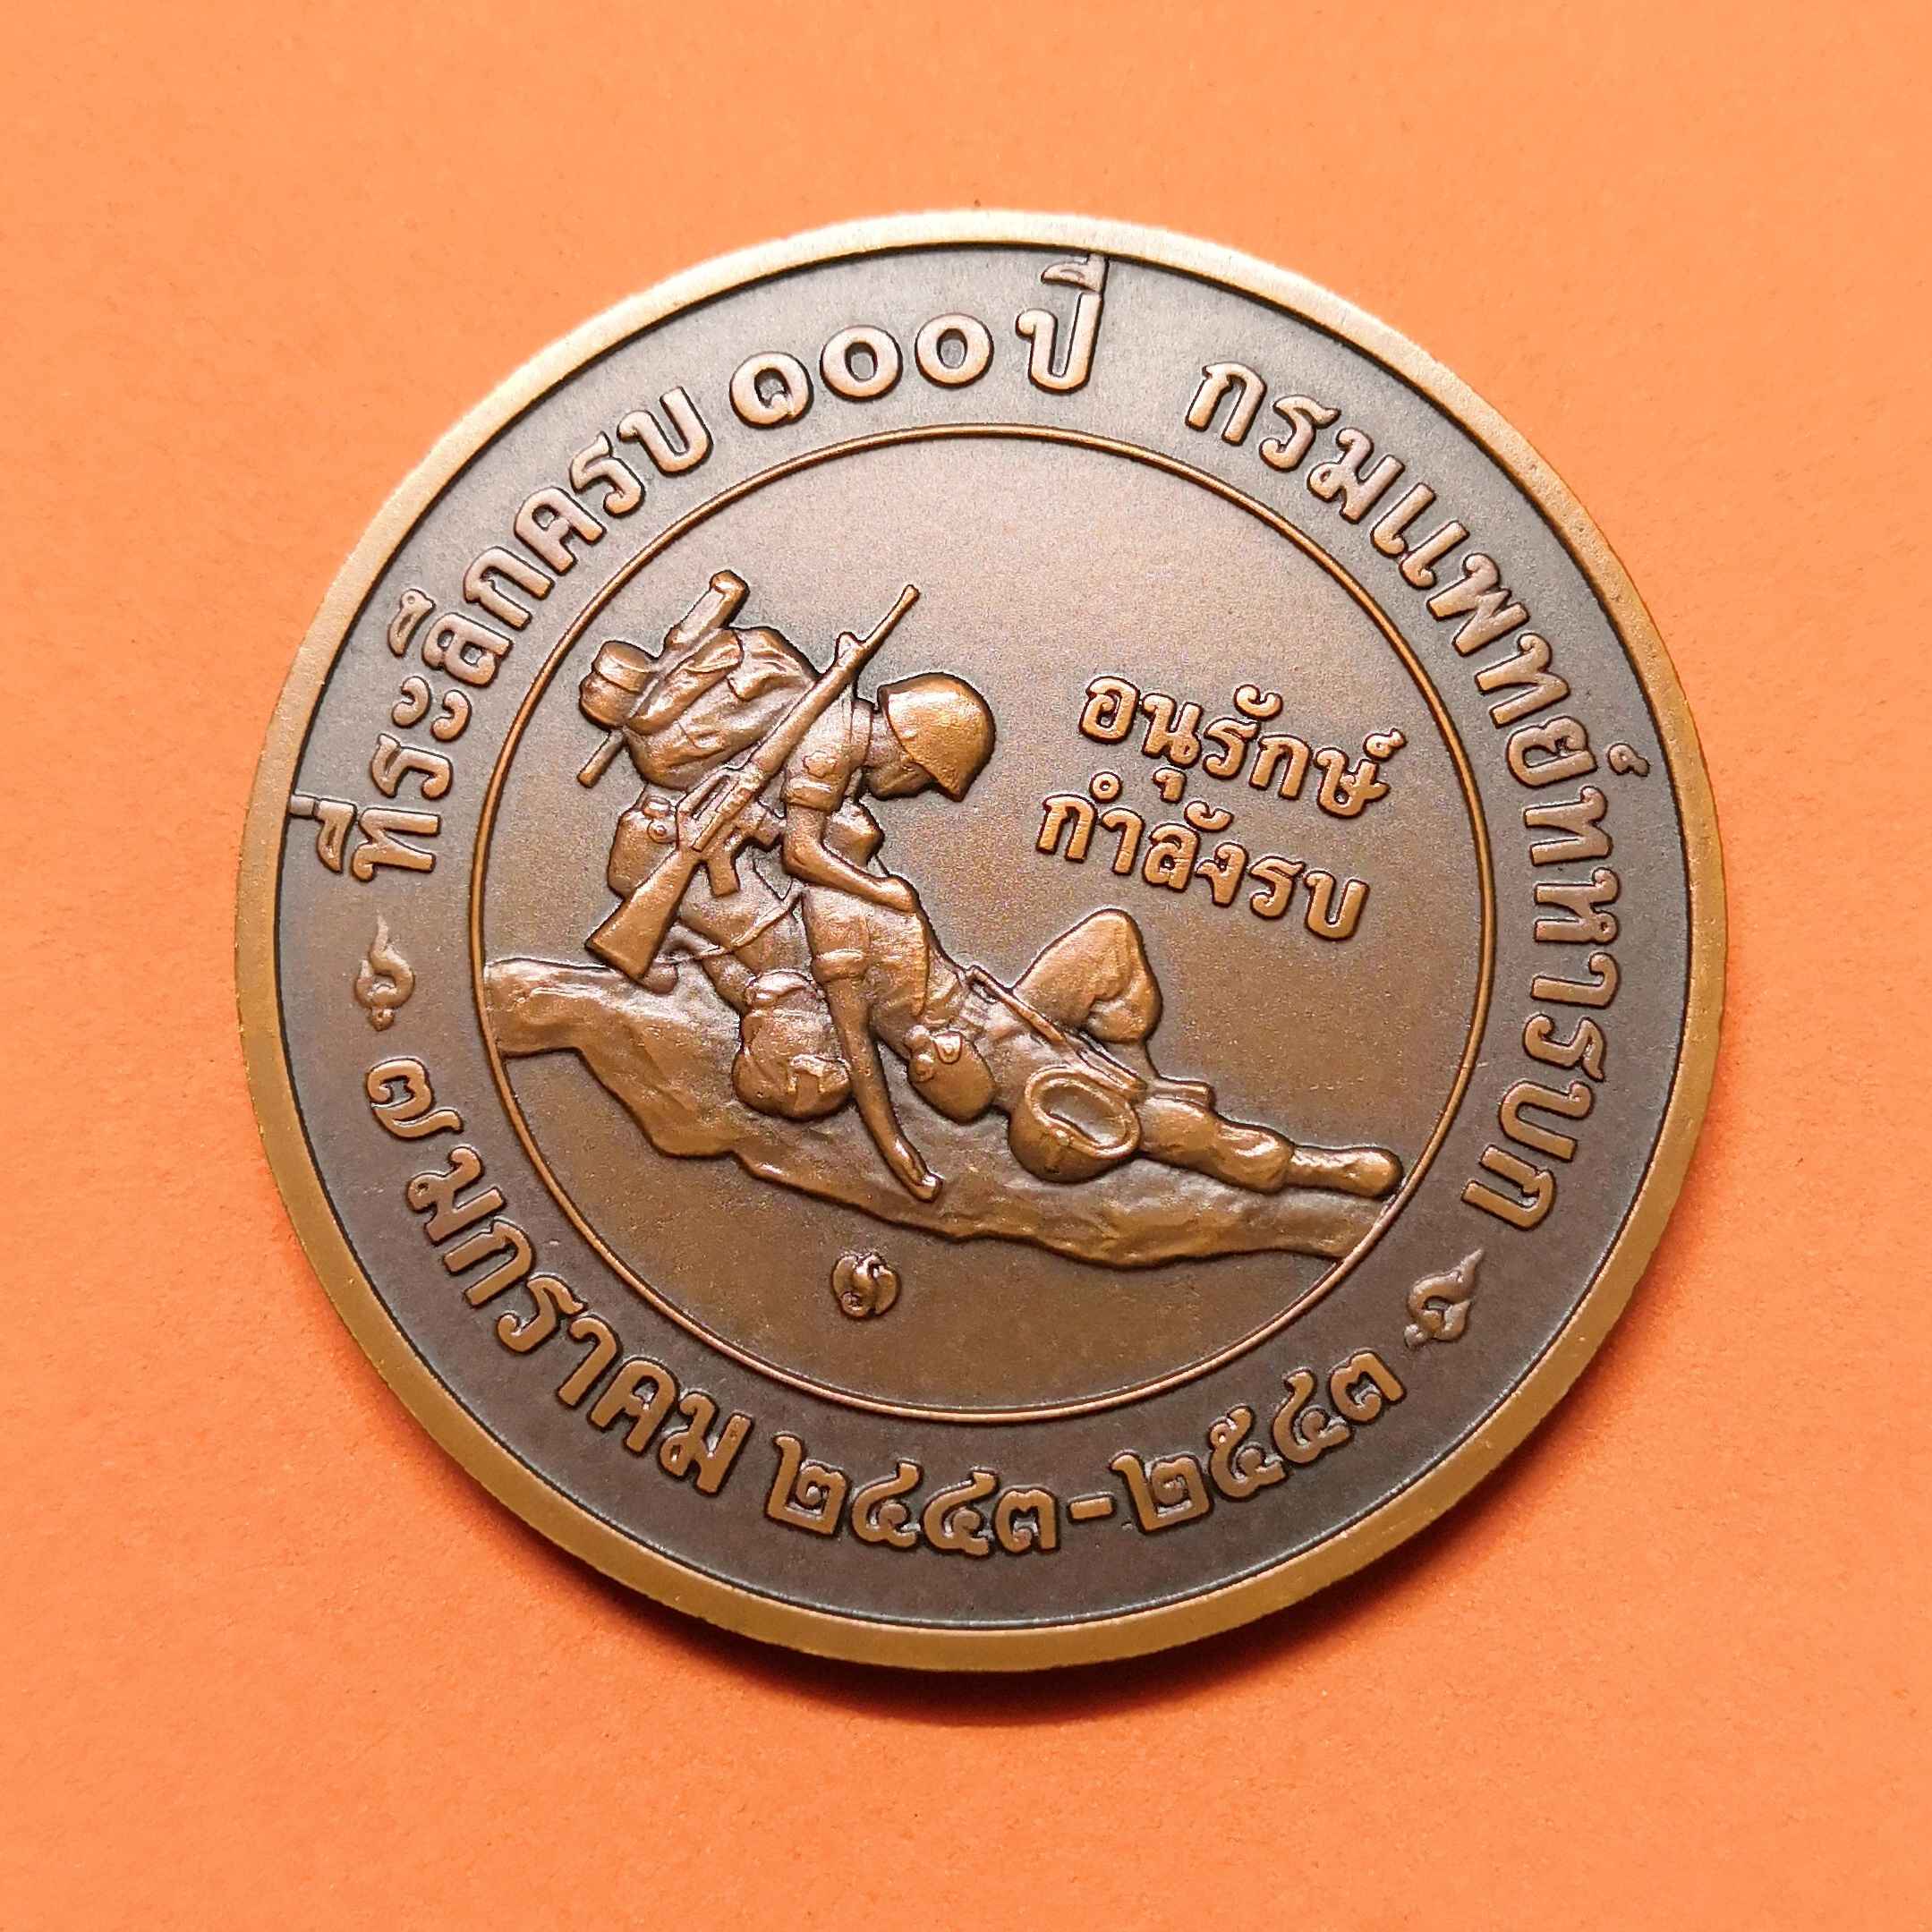 ที่ระลึกครบ ๑๐๐ ปี กรมแพทย์ทหารบก
อนุรักษ์
กำลังรบ
๗ มกราคม ๒๔๔๓-๒๕๔๓